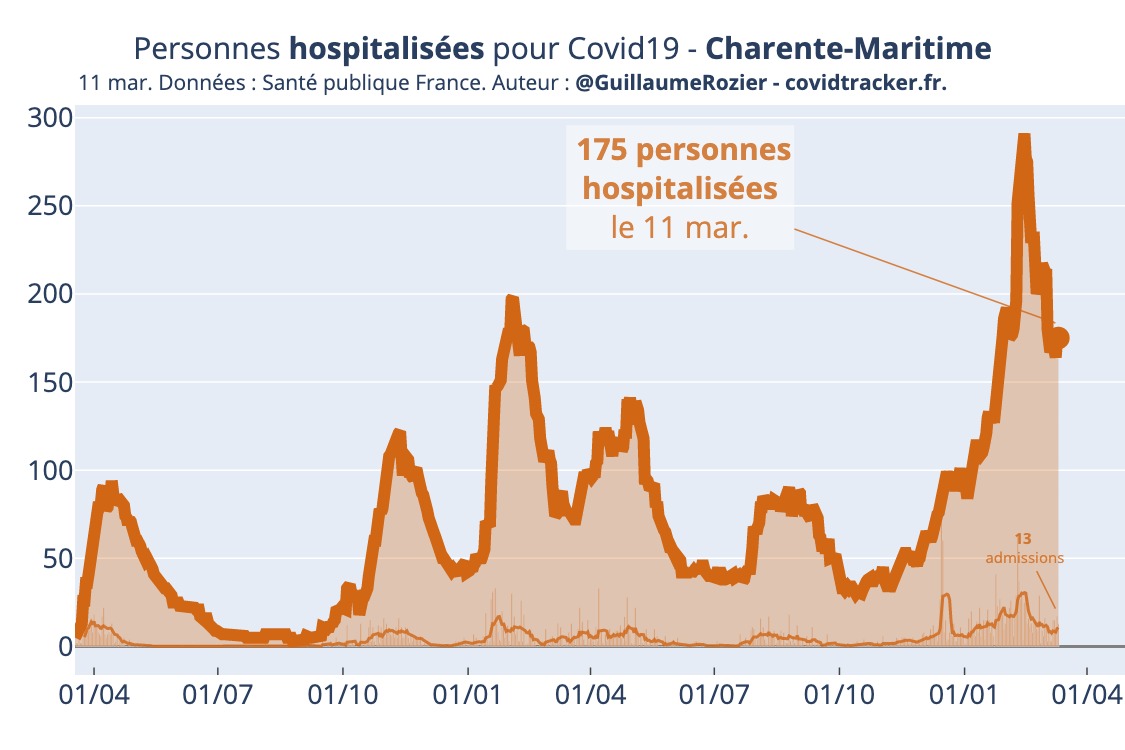 Personnes hospitalisées pour Covid19 - Charente-Maritime
11 mar. Données : Santé publique France. Auteur : @GuillaumeRozier - covidtracker.fr.
300
250
200
150
100
50
0
175 personnes
hospitalisées
le 11 mar.
13
admissions
01/04 01/07 01/10 01/01 01/04 01/07 01/10 01/01 01/04